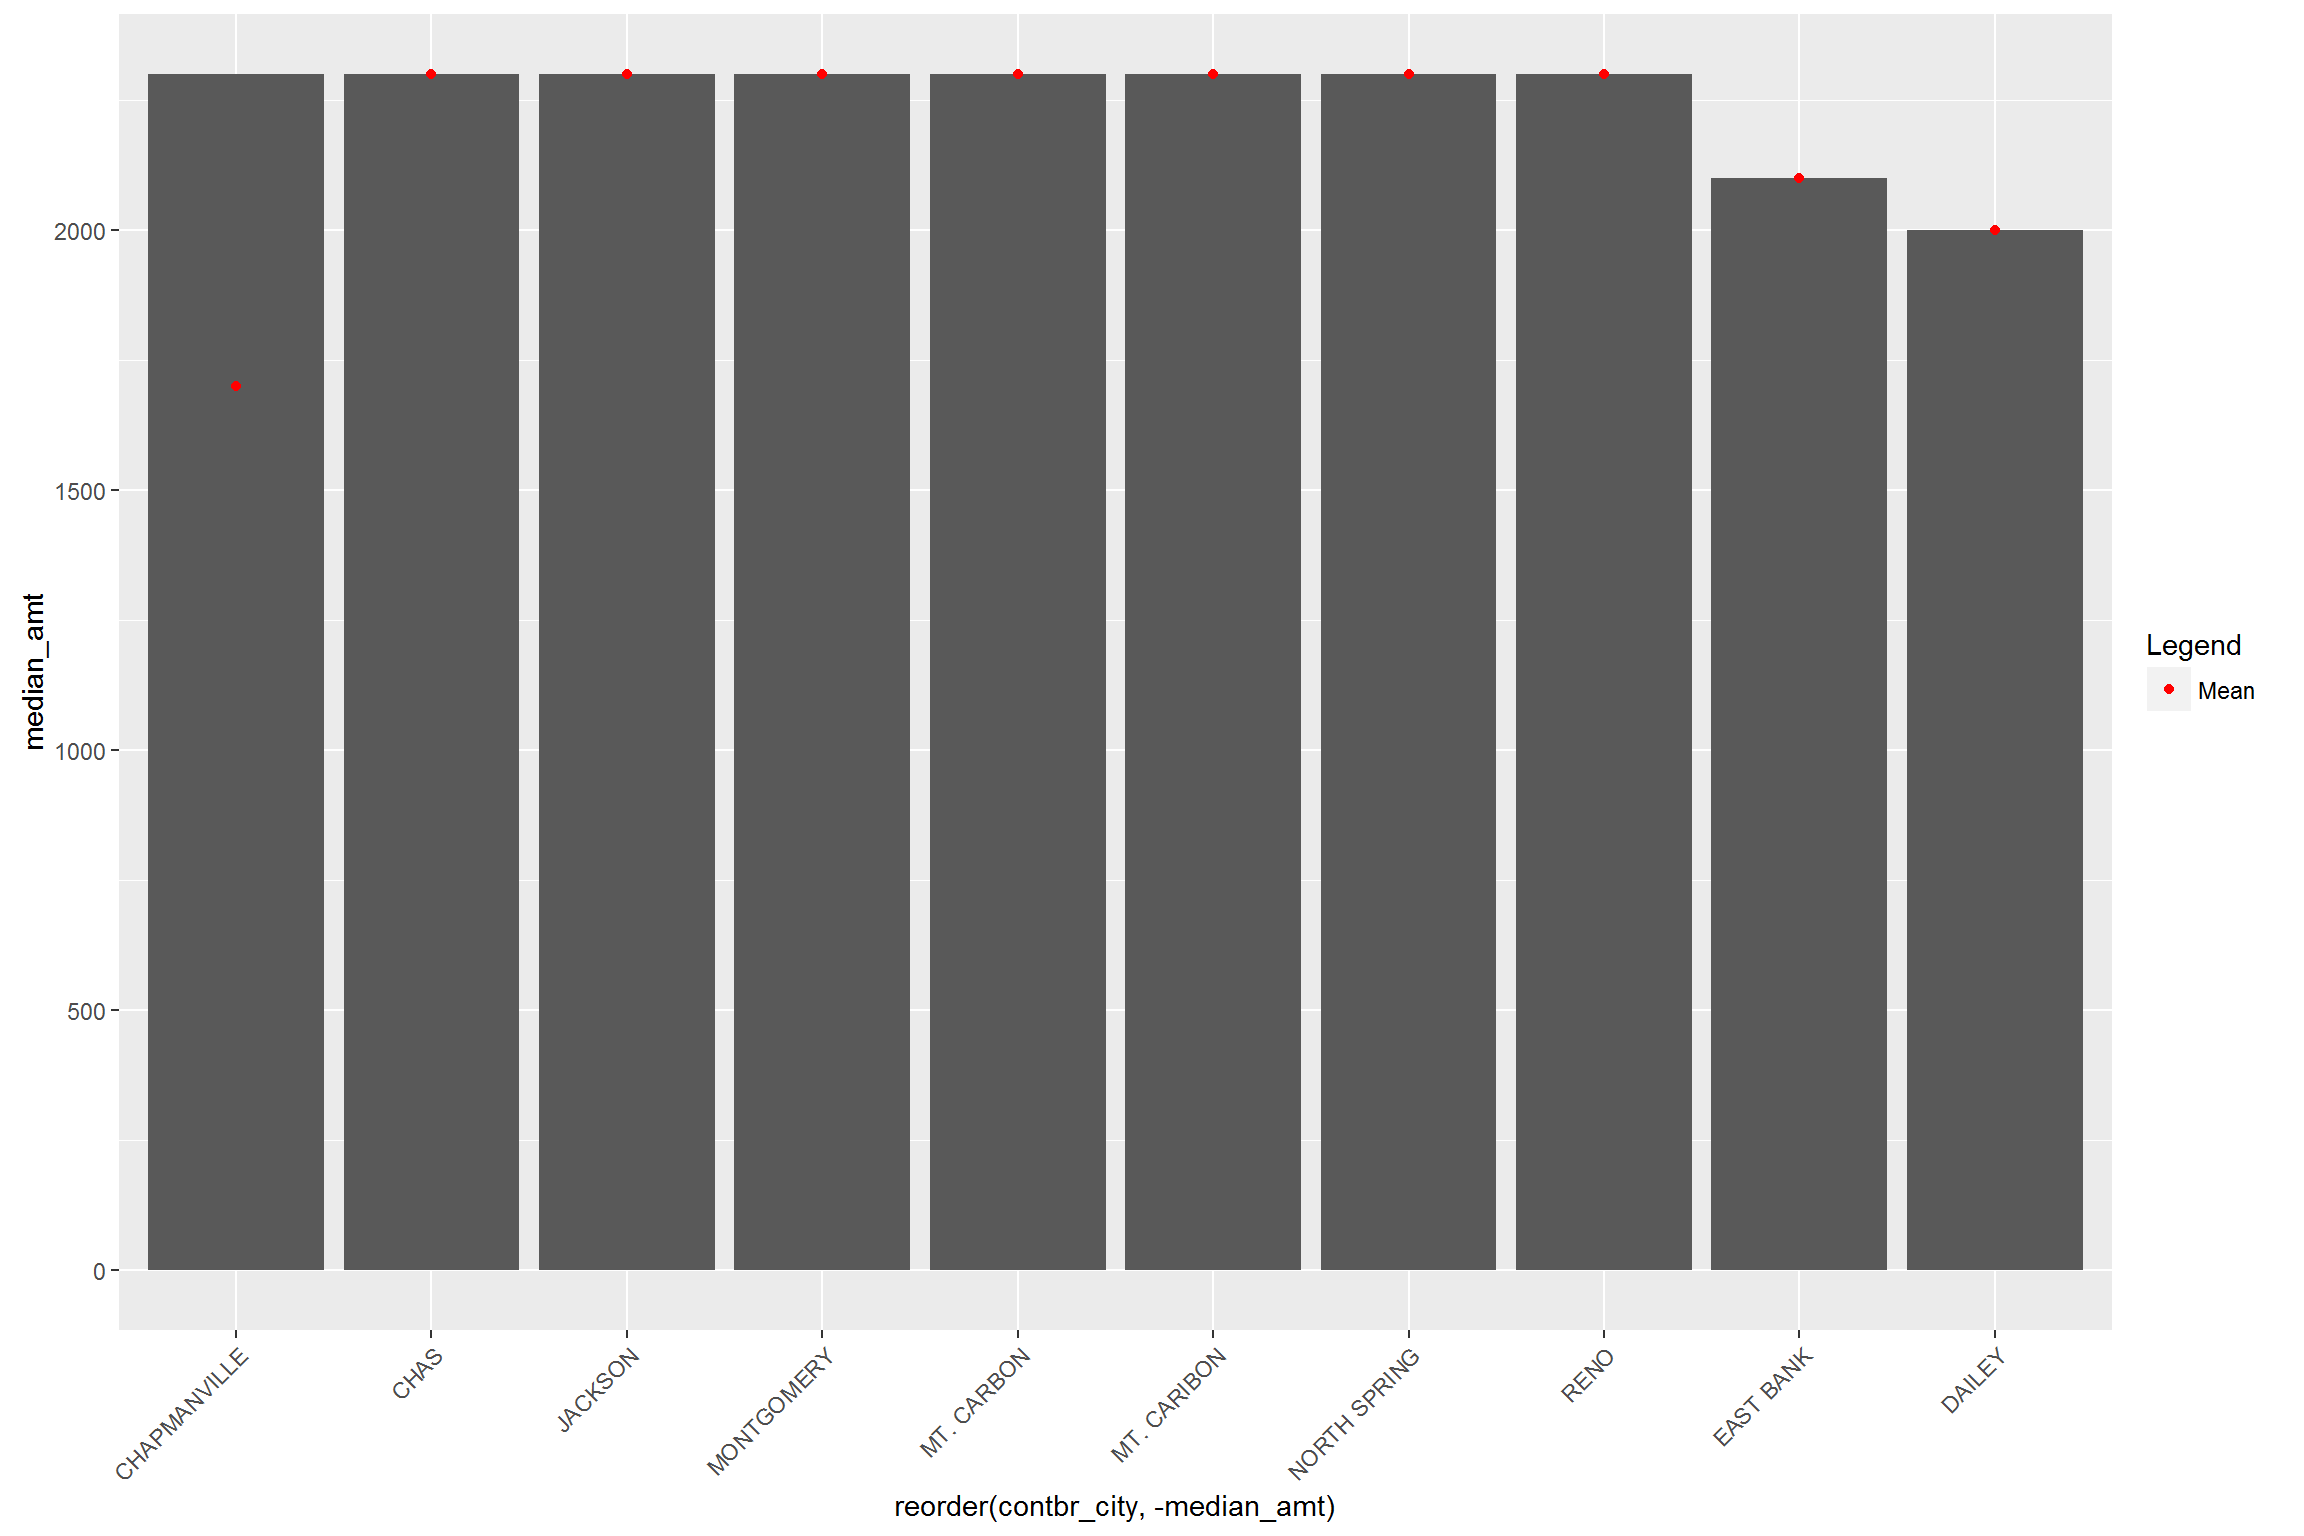 2000
1500
1000
500
0
median_amt
CHAPMANVILLE
CHAS
JACKSON
MONTGOMERY
MT. CARBON
MT. CARIBON
NORTH SPRING
RENO
EAST BANK
DAILEY
reorder(contbr_city, -median_amt)
Legend
Mean